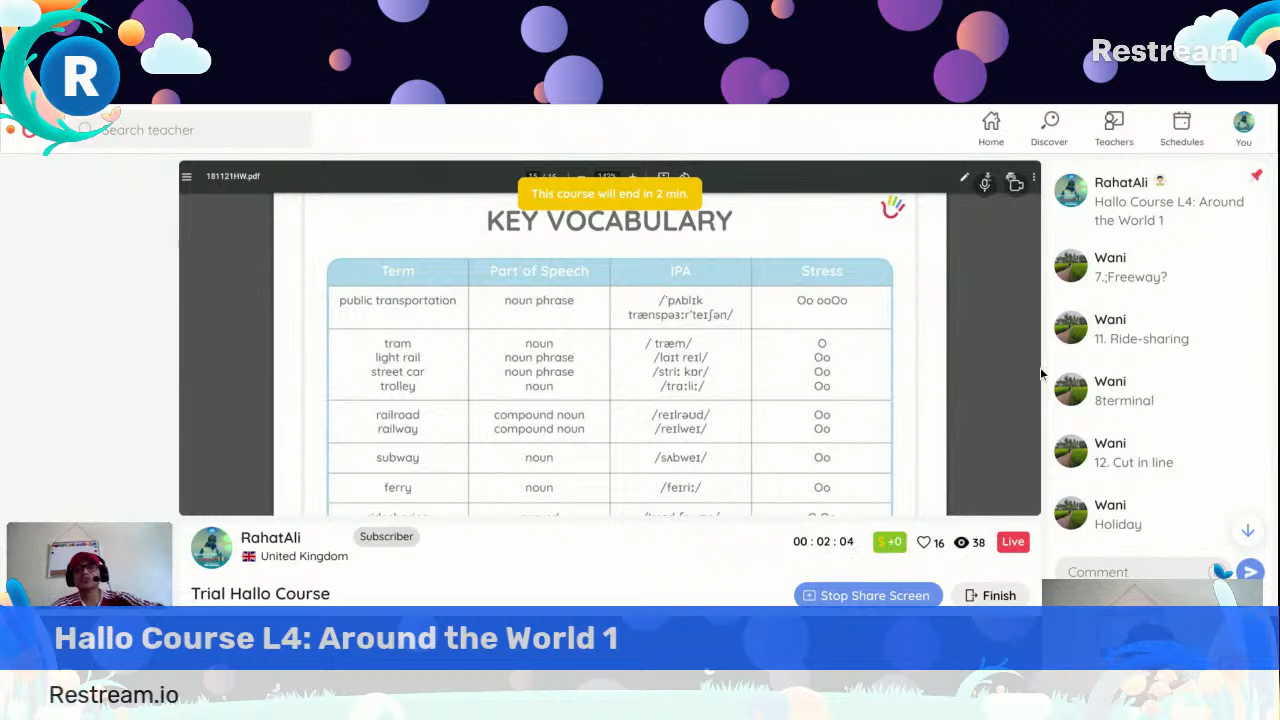 R
Restream
Search teacher
Home
Discover
Teachers
Schedules
You
181121HW.pdf
This course will end in 2 min.
KEY VOCABULARY
Term Part of Speech IPA Stress
public transportation noun phrase /'pʌblɪk Oo ooOo
trænspəɜːr'teɪʃən/
tram noun / træm/ O
light rail noun phrase /laɪt reɪl/ Oo
street car noun phrase /striː kɒr/ Oo
trolley noun /traːliː/ Oo
railroad compound noun /reɪlrəʊd/ Oo
railway compound noun /reɪlweɪ/ Oo
subway noun /sʌbweɪ/ Oo
ferry noun /feɪriː/ Oo
RahatAli
Hallo Course L4: Around
the World 1
Wani
7.;Freeway?
Wani
11. Ride-sharing
Wani
8terminal
Wani
12. Cut in line
Wani
Holiday
Comment
RahatAli
Subscriber
United Kingdom
00 : 02 : 04
$ +0
16
38
Live
Trial Hallo Course
Stop Share Screen
Finish
Hallo Course L4: Around the World 1
Restream.io